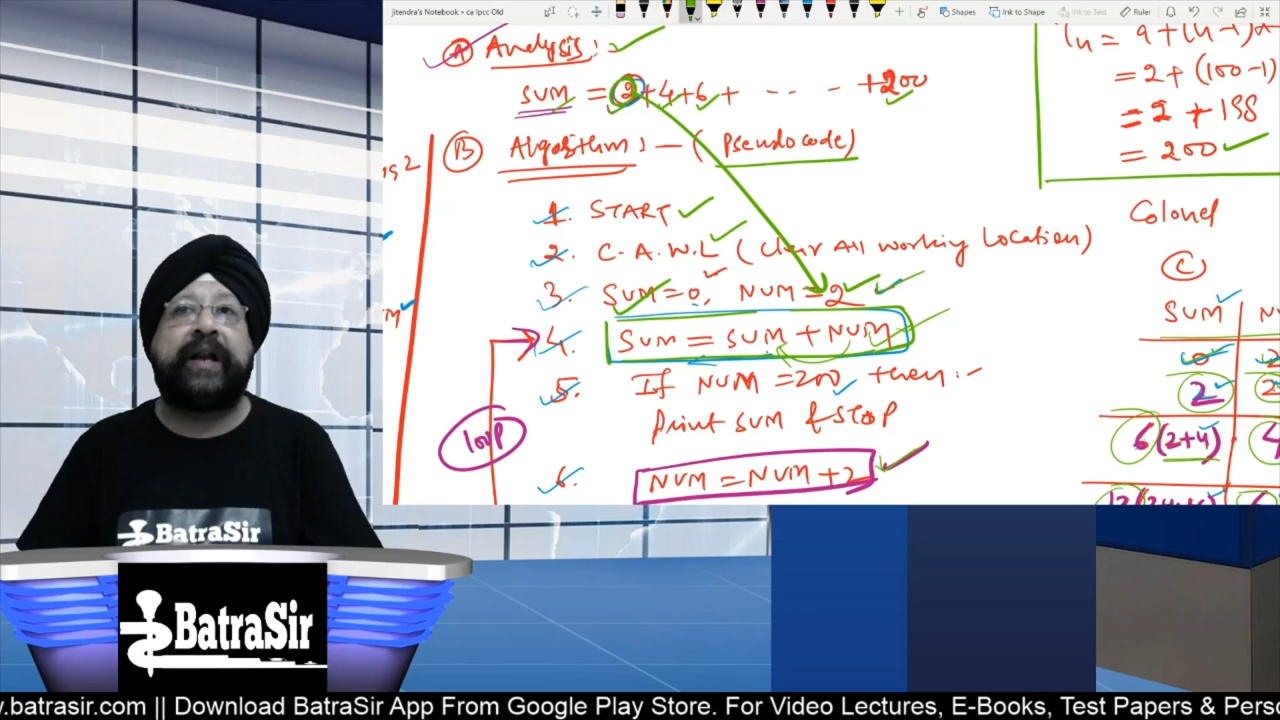 jitendra's Notebook » ca Ipcc Old
Shapes
Ink to Shape
Ink to Text
Ruler
A Analysis:-
SUM = 2+4+6+ ---- +200
B Algorithm:-(Pseudocode)
1. START
2. C.A.W.L (Clear All Working Location)
3. SUM=0, NUM=2
4. SUM = SUM + NUM
5. If NUM =200 then:-
Print SUM & stop
6. NUM = NUM +2
loop
= 2+ (100-1)
= 2 + 198
= 200
Colonel
C
SUM
0
2
6 (2+4)
BatraSir
BatraSir
.batrasir.com || Download BatraSir App From Google Play Store. For Video Lectures, E-Books, Test Papers &